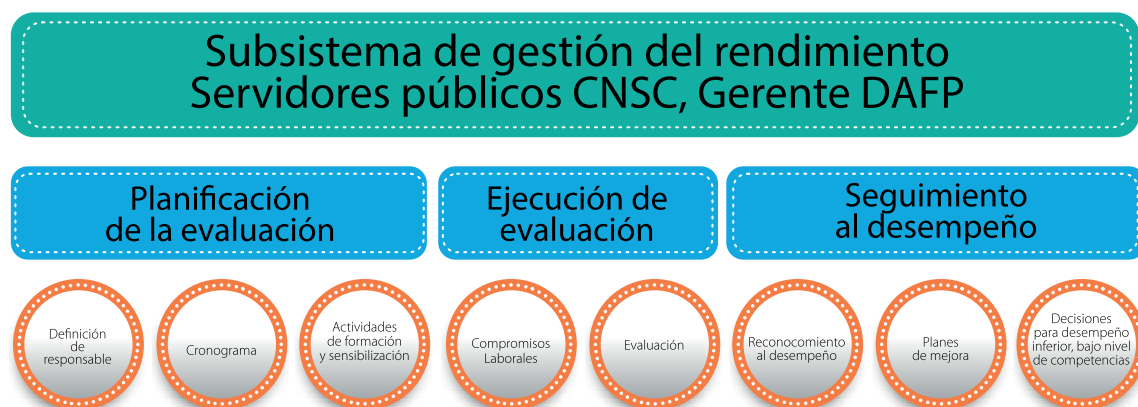 Subsistema de gestión del rendimiento
Servidores públicos CNSC, Gerente DAFP
Planificación
de la evaluación
Ejecución de
evaluación
Seguimiento
al desempeño
Definición
de
responsable
Cronograma
Actividades
de formación
y sensibilización
Compromisos
Laborales
Evaluación
Reconocomiento
al desempeño
Planes
de mejora
Decisiones
para desempeño
inferior, bajo nivel
de competencias